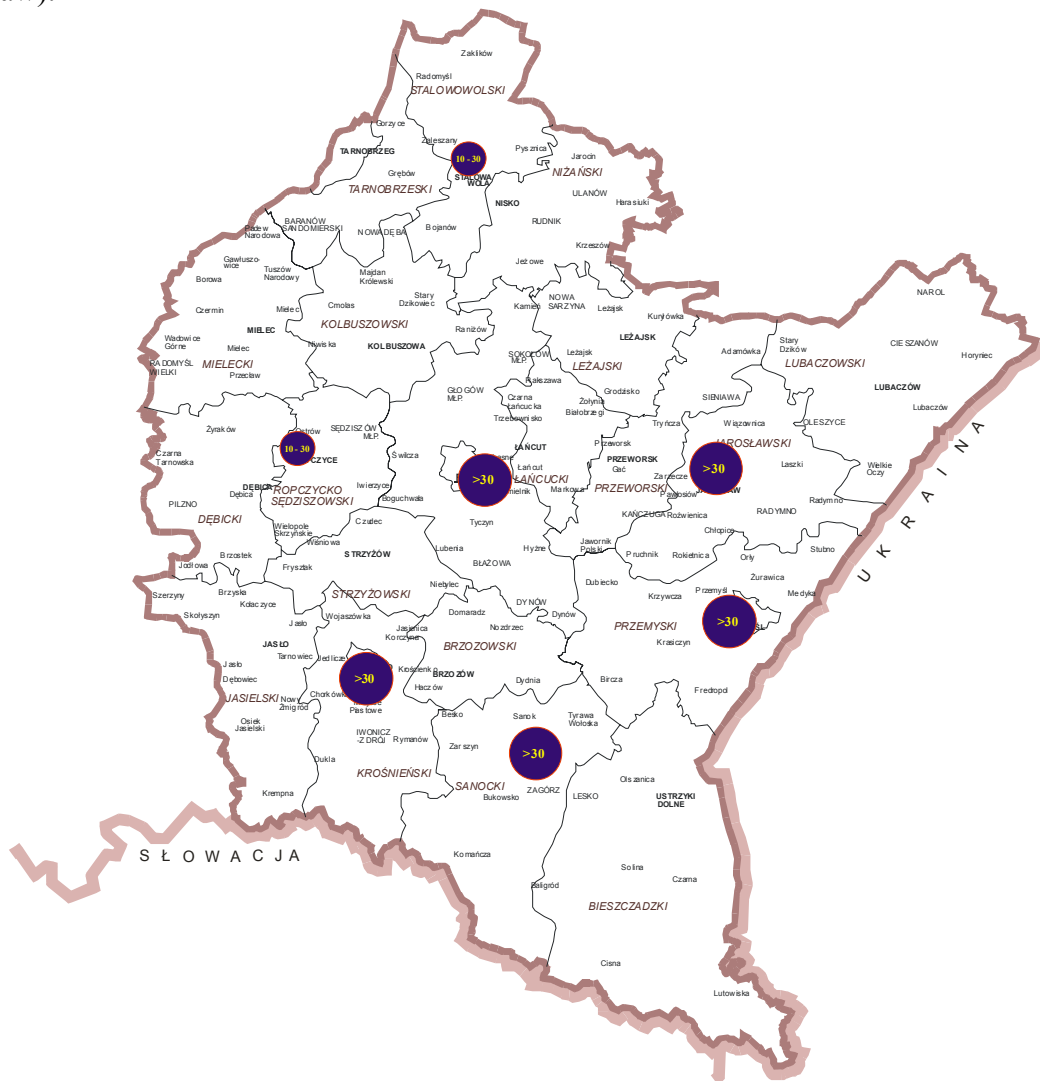 Zaklików
Radomyśl
STALOWOWOLSKI
Gorzyce
Zaleszany
TARNOBRZEG
10 - 30
Pysznica
Jarocin
STALOWA
WOLA
Grębów
NIŻAŃSKI
TARNOBRZESKI
ULANÓW
NISKO
Harasiuki
BARANÓW
SANDOMIERSKI
RUDNIK
Padew
Narodowa
NOWA DĘBA
Bojanów
Krzeszów
Gawłuszo-
wice
Jeżowe
Borowa
Tuszów
Narodowy
Majdan
Królewski
NAROL
Czermin
Mielec
Cmolas
Stary
Dzikowiec
Kamień
NOWA
SARZYNA
Leżajsk
Kuryłówka
KOLBUSZOWSKI
MIELEC
Raniżów
Wadowice
Górne
Niwiska
KOLBUSZOWA
LEŻAJSK
Stary
Dzików
CIESZANÓW
Mielec
SOKOŁÓW
MŁP.
Leżajsk
Adamówka
Horyniec
RADOMYŚL
WIELKI
MIELECKI
LEŻAJSKI
LUBACZOWSKI
Przecław
Rakszawa
GŁOGÓW
MŁP.
Czarna
Łańcucka
Żołynia
Grodzisko
SIENIAWA
LUBACZÓW
Trzebownisko
Białobrzegi
Lubaczów
Żyraków
Ostrów
SĘDZISZÓW
MŁP.
Tryńcza
Wiązownica
OLESZYCE
10 - 30
CZYCE
ŁAŃCUT
Przeworsk
JAROSŁAWSKI
Czarna
Tarnowska
Świlcza
PRZEWORSK
Gać
Laszki
Wielkie
Oczy
>30
Łańcut
ŁAŃCUCKI
>30
Zarzecze
DĘBICA
Dębica
ROPCZYCKO
SĘDZISZOWSKI
Iwierzyce
Boguchwała
Markowa
PRZEWORSKI
Pawłosiów
PILZNO
Radymno
DĘBICKI
Tyczyn
KAŃCZUGA
Roźwienica
RADYMNO
Wielopole
Skrzyńskie
Czudec
Chłopice
Wiśniowa
Jawornik
Polski
Brzostek
STRZYŻÓW
Lubenia
Hyżne
Pruchnik
Rokietnica
Orły
Stubno
Jodłowa
Frysztak
BŁAŻOWA
Żurawica
UKRAINA
Szerzyny
Brzyska
Niebylec
Dubiecko
Przemyśl
Kołaczyce
STRZYŻOWSKI
DYNÓW
Krzywcza
Medyka
Skołyszyn
Jasło
Wojaszówka
Domaradz
Dynów
Jasienica
Korczyna
Nozdrzec
PRZEMYSKI
>30
JASŁO
BRZOZOWSKI
Krasiczyn
Tarnowiec
Jedlicze
Jasło
Krościenko
BRZOZÓW
Dębowiec
>30
Haczów
Dydnia
Bircza
Fredropol
JASIELSKI
Nowy
Żmigród
Chorkówka
Piastowe
Besko
Sanok
Tyrawa
Wołoska
Osiek
Jasielski
IWONICZ
-ZDRÓJ
Rymanów
Zarszyn
>30
Dukla
KROŚNIEŃSKI
SANOCKI
Olszanica
Krempna
Bukowsko
ZAGÓRZ
LESKO
USTRZYKI
DOLNE
SŁOWACJA
Komańcza
Solina
Baligród
Czarna
BIESZCZADZKI
Cisna
Lutowiska